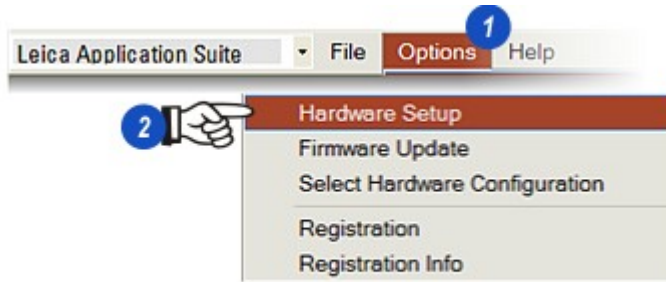 1
Leica Application Suite File Options Help
2
Hardware Setup
Firmware Update
Select Hardware Configuration
Registration
Registration Info